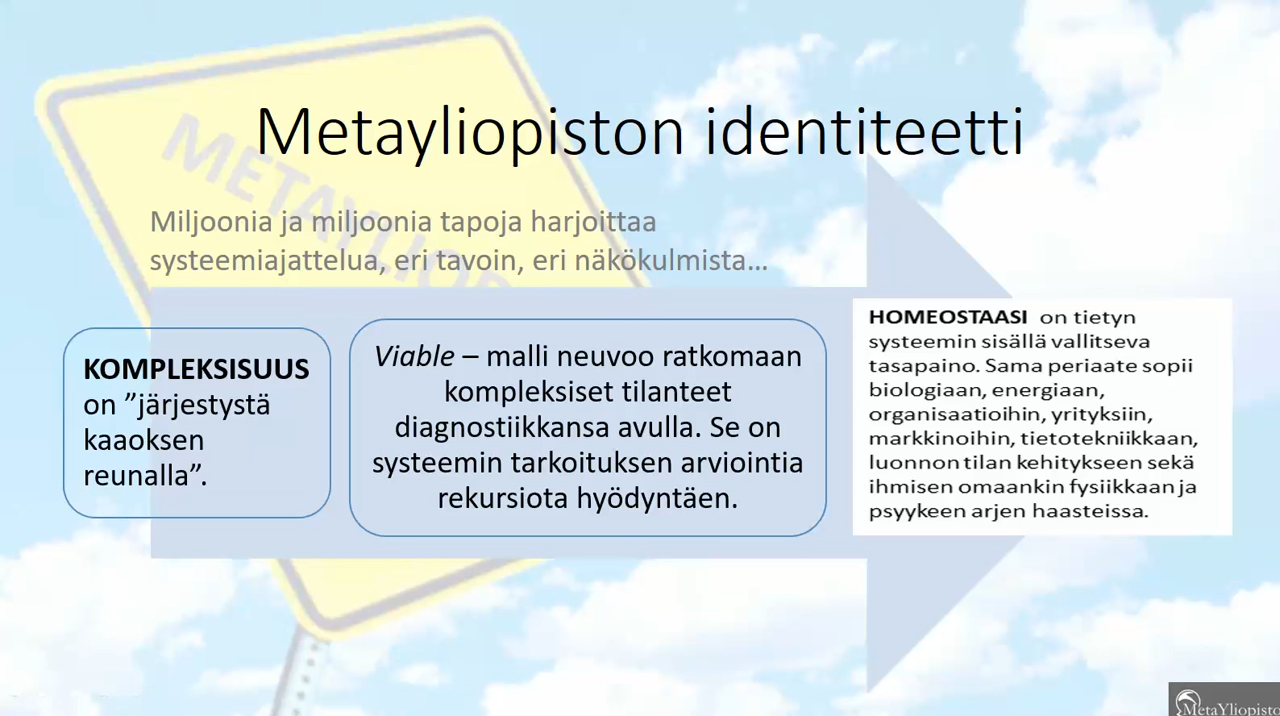 Metayliopiston identiteetti
METAYLIOP
Miljoonia ja miljoonia tapoja harjoittaa
systeemiajattelua, eri tavoin, eri näkökulmista…
KOMPLEKSISUUS
on ”järjestystä
kaaoksen
reunalla”.
Viable – malli neuvoo ratkomaan
kompleksiset tilanteet
diagnostiikkansa avulla. Se on
systeemin tarkoituksen arviointia
rekursiota hyödyntäen.
HOMEOSTAASI on tietyn
systeemin sisällä vallitseva
tasapaino. Sama periaate sopii
biologiaan, energiaan,
organisaatioihin, yrityksiin,
markkinoihin, tietotekniikkaan,
luonnon tilan kehitykseen sekä
ihmisen omaankin fysiikkaan ja
psyykeen arjen haasteissa.
MetaYliopisto